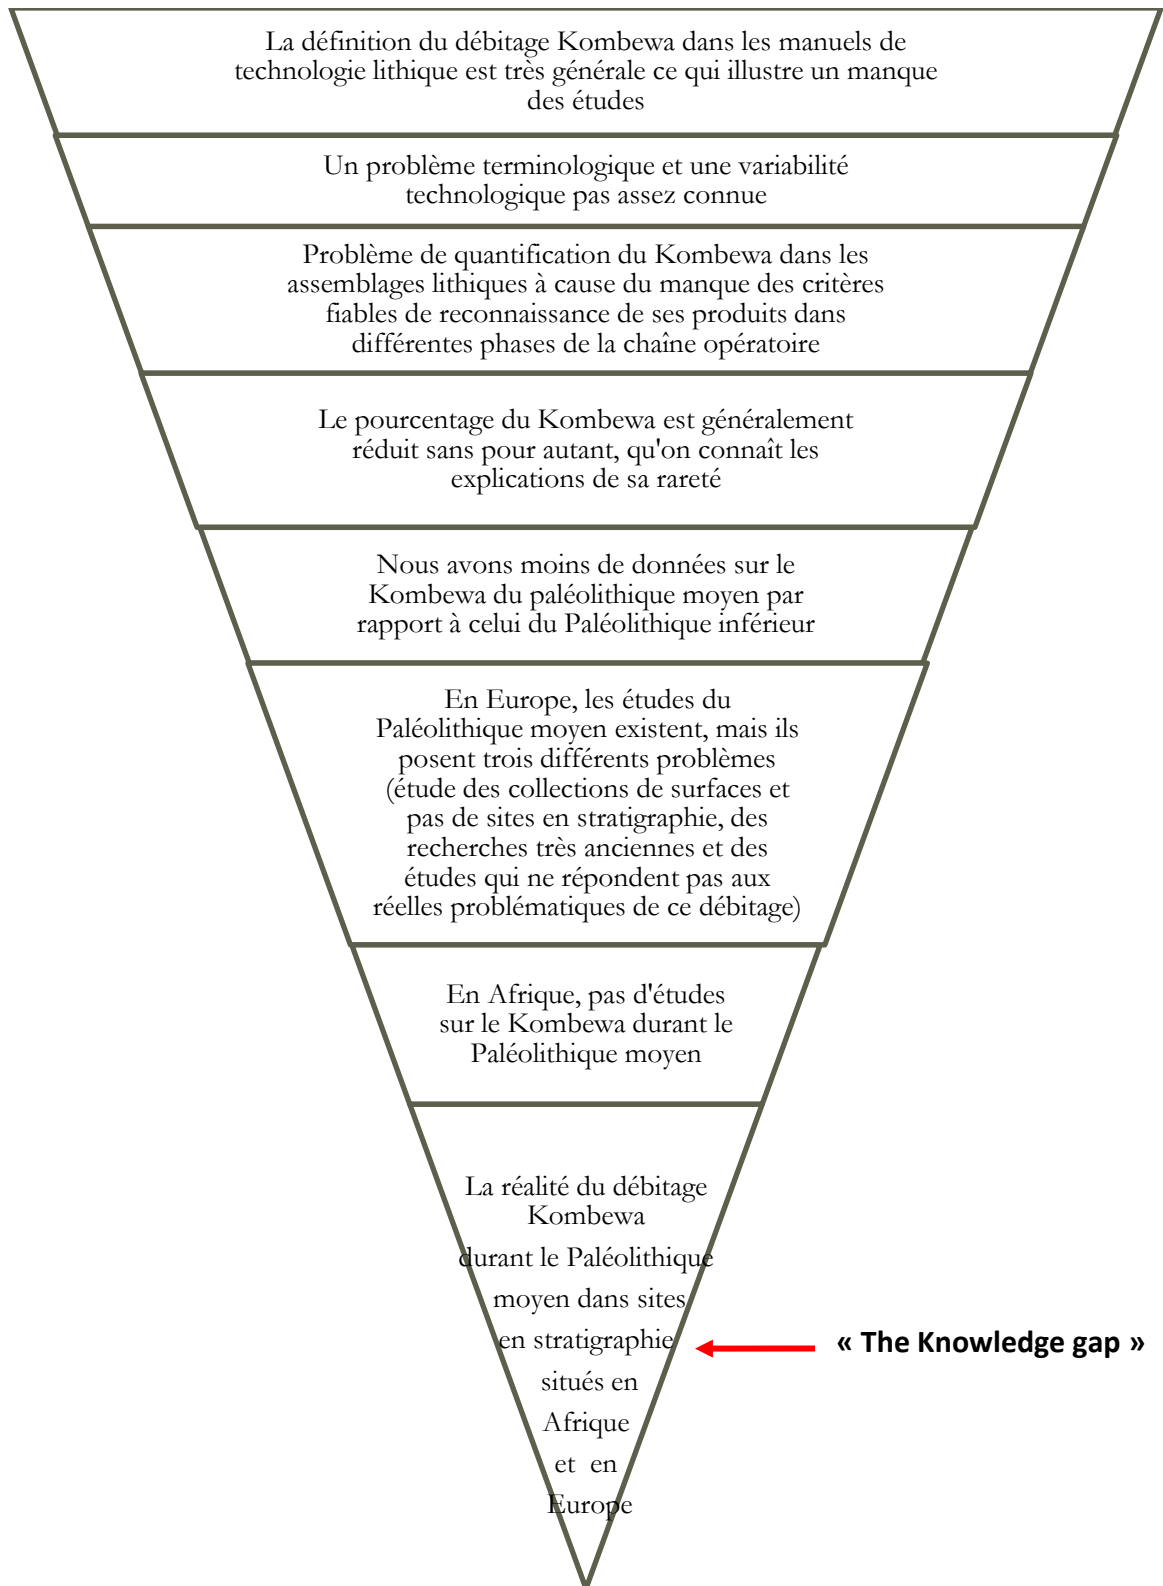 La définition du débitage Kombewa dans les manuels de
technologie lithique est très générale ce qui illustre un manque
des études
Un problème terminologique et une variabilité
technologique pas assez connue
Problème de quantification du Kombewa dans les
assemblages lithiques à cause du manque des critères
fiables de reconnaissance de ses produits dans
différentes phases de la chaîne opératoire
Le pourcentage du Kombewa est généralement
réduit sans pour autant, qu'on connaît les
explications de sa rareté
Nous avons moins de données sur le
Kombewa du paléolithique moyen par
rapport à celui du Paléolithique inférieur
En Europe, les études du
Paléolithique moyen existent, mais ils
posent trois différents problèmes
(étude des collections de surfaces et
pas de sites en stratigraphie, des
recherches très anciennes et des
études qui ne répondent pas aux
réelles problématiques de ce débitage)
En Afrique, pas d'études
sur le Kombewa durant le
Paléolithique moyen
La réalité du débitage
Kombewa
durant le Paléolithique
moyen dans sites
en stratigraphie
situés en
Afrique
et en
Europe
« The Knowledge gap »